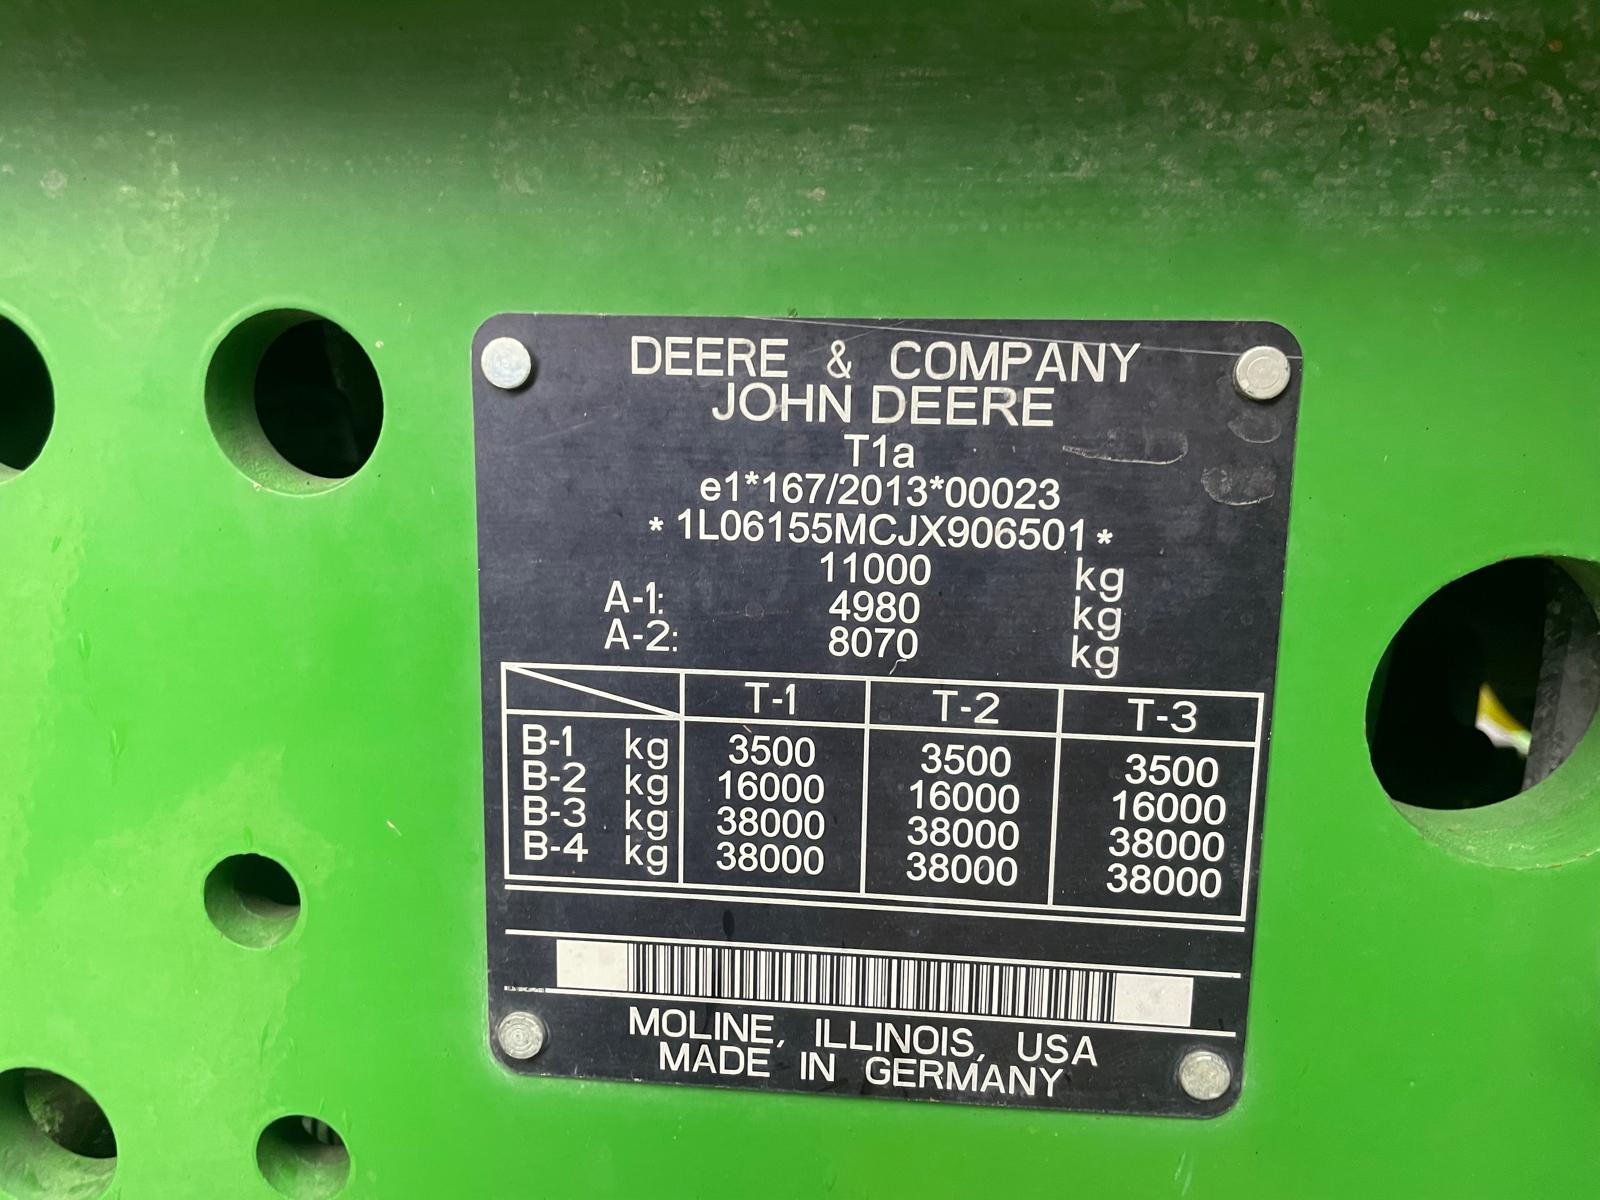 DEERE & COMPANY
JOHN DEERE
T1a
e1*167/2013*00023
* 1L06155MCJX906501 *
11000 kg
A-1: 4980 kg
A-2: 8070 kg
T-1 T-2 T-3
B-1 kg 3500 3500 3500
B-2 kg 16000 16000 16000
B-3 kg 38000 38000 38000
B-4 kg 38000 38000 38000
MOLINE, ILLINOIS, USA
MADE IN GERMANY